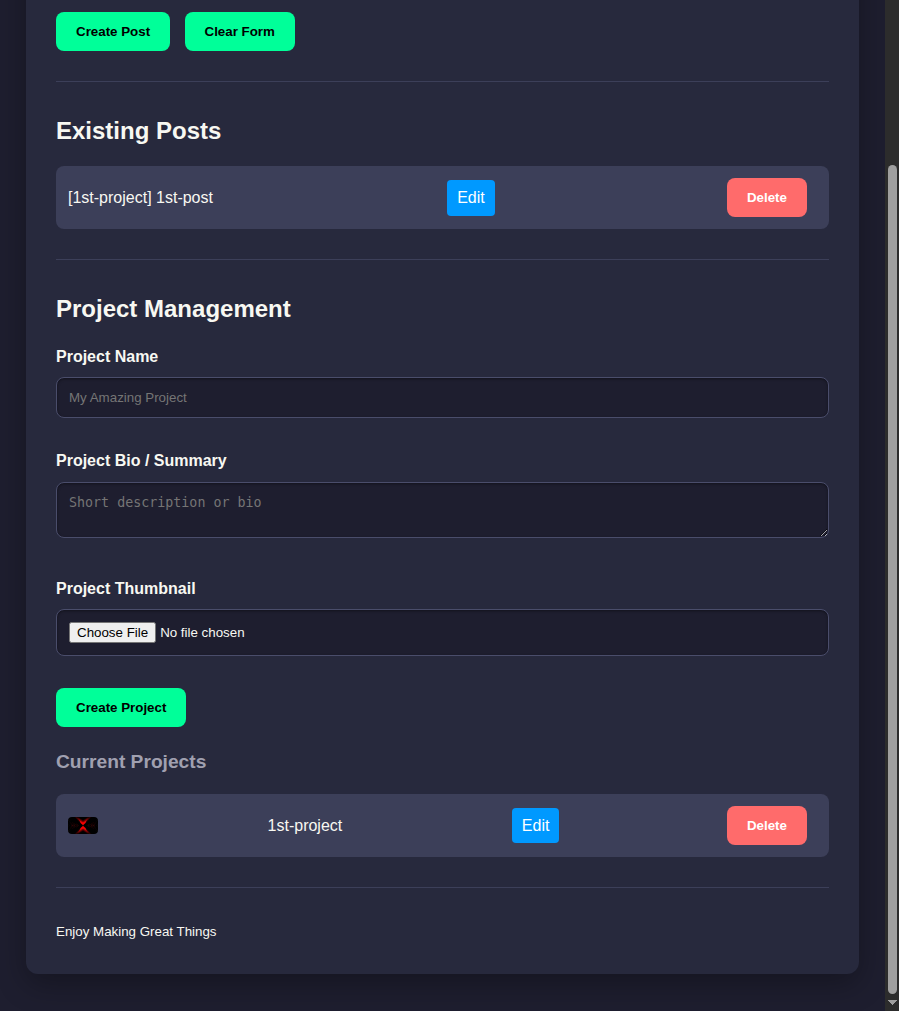 Create Post Clear Form
Existing Posts
[1st-project] 1st-post Edit Delete
Project Management
Project Name
My Amazing Project
Project Bio / Summary
Short description or bio
Project Thumbnail
Choose File No file chosen
Create Project
Current Projects
1st-project Edit Delete
Enjoy Making Great Things